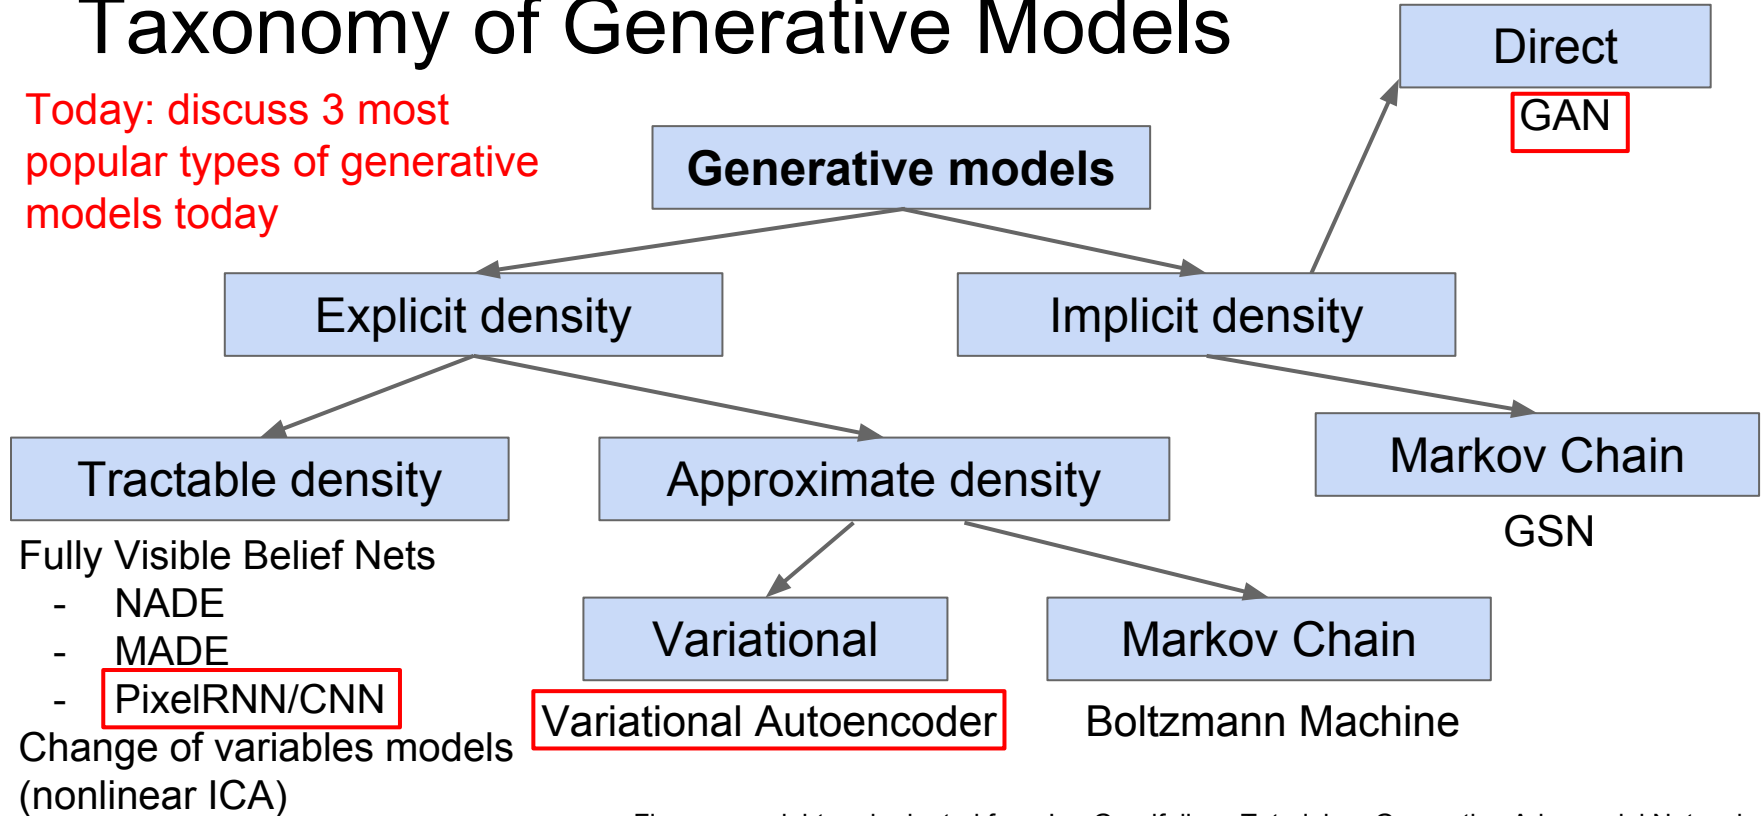 Taxonomy of Generative Models
Direct
GAN
Today: discuss 3 most
popular types of generative
models today
Generative models
Explicit density
Implicit density
Tractable density
Approximate density
Markov Chain
GSN
Fully Visible Belief Nets
- NADE
- MADE
- PixelRNN/CNN
Change of variables models
(nonlinear ICA)
Variational
Markov Chain
Variational Autoencoder
Boltzmann Machine